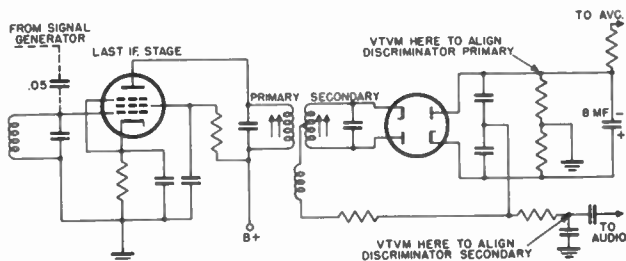 FROM SIGNAL
GENERATOR
.05
LAST I.F. STAGE
PRIMARY
SECONDARY
B+
VTVM HERE TO ALIGN
DISCRIMINATOR PRIMARY
TO AVC.
8 MF
-
+
VTVM HERE TO ALIGN
DISCRIMINATOR SECONDARY
TO
AUDIO